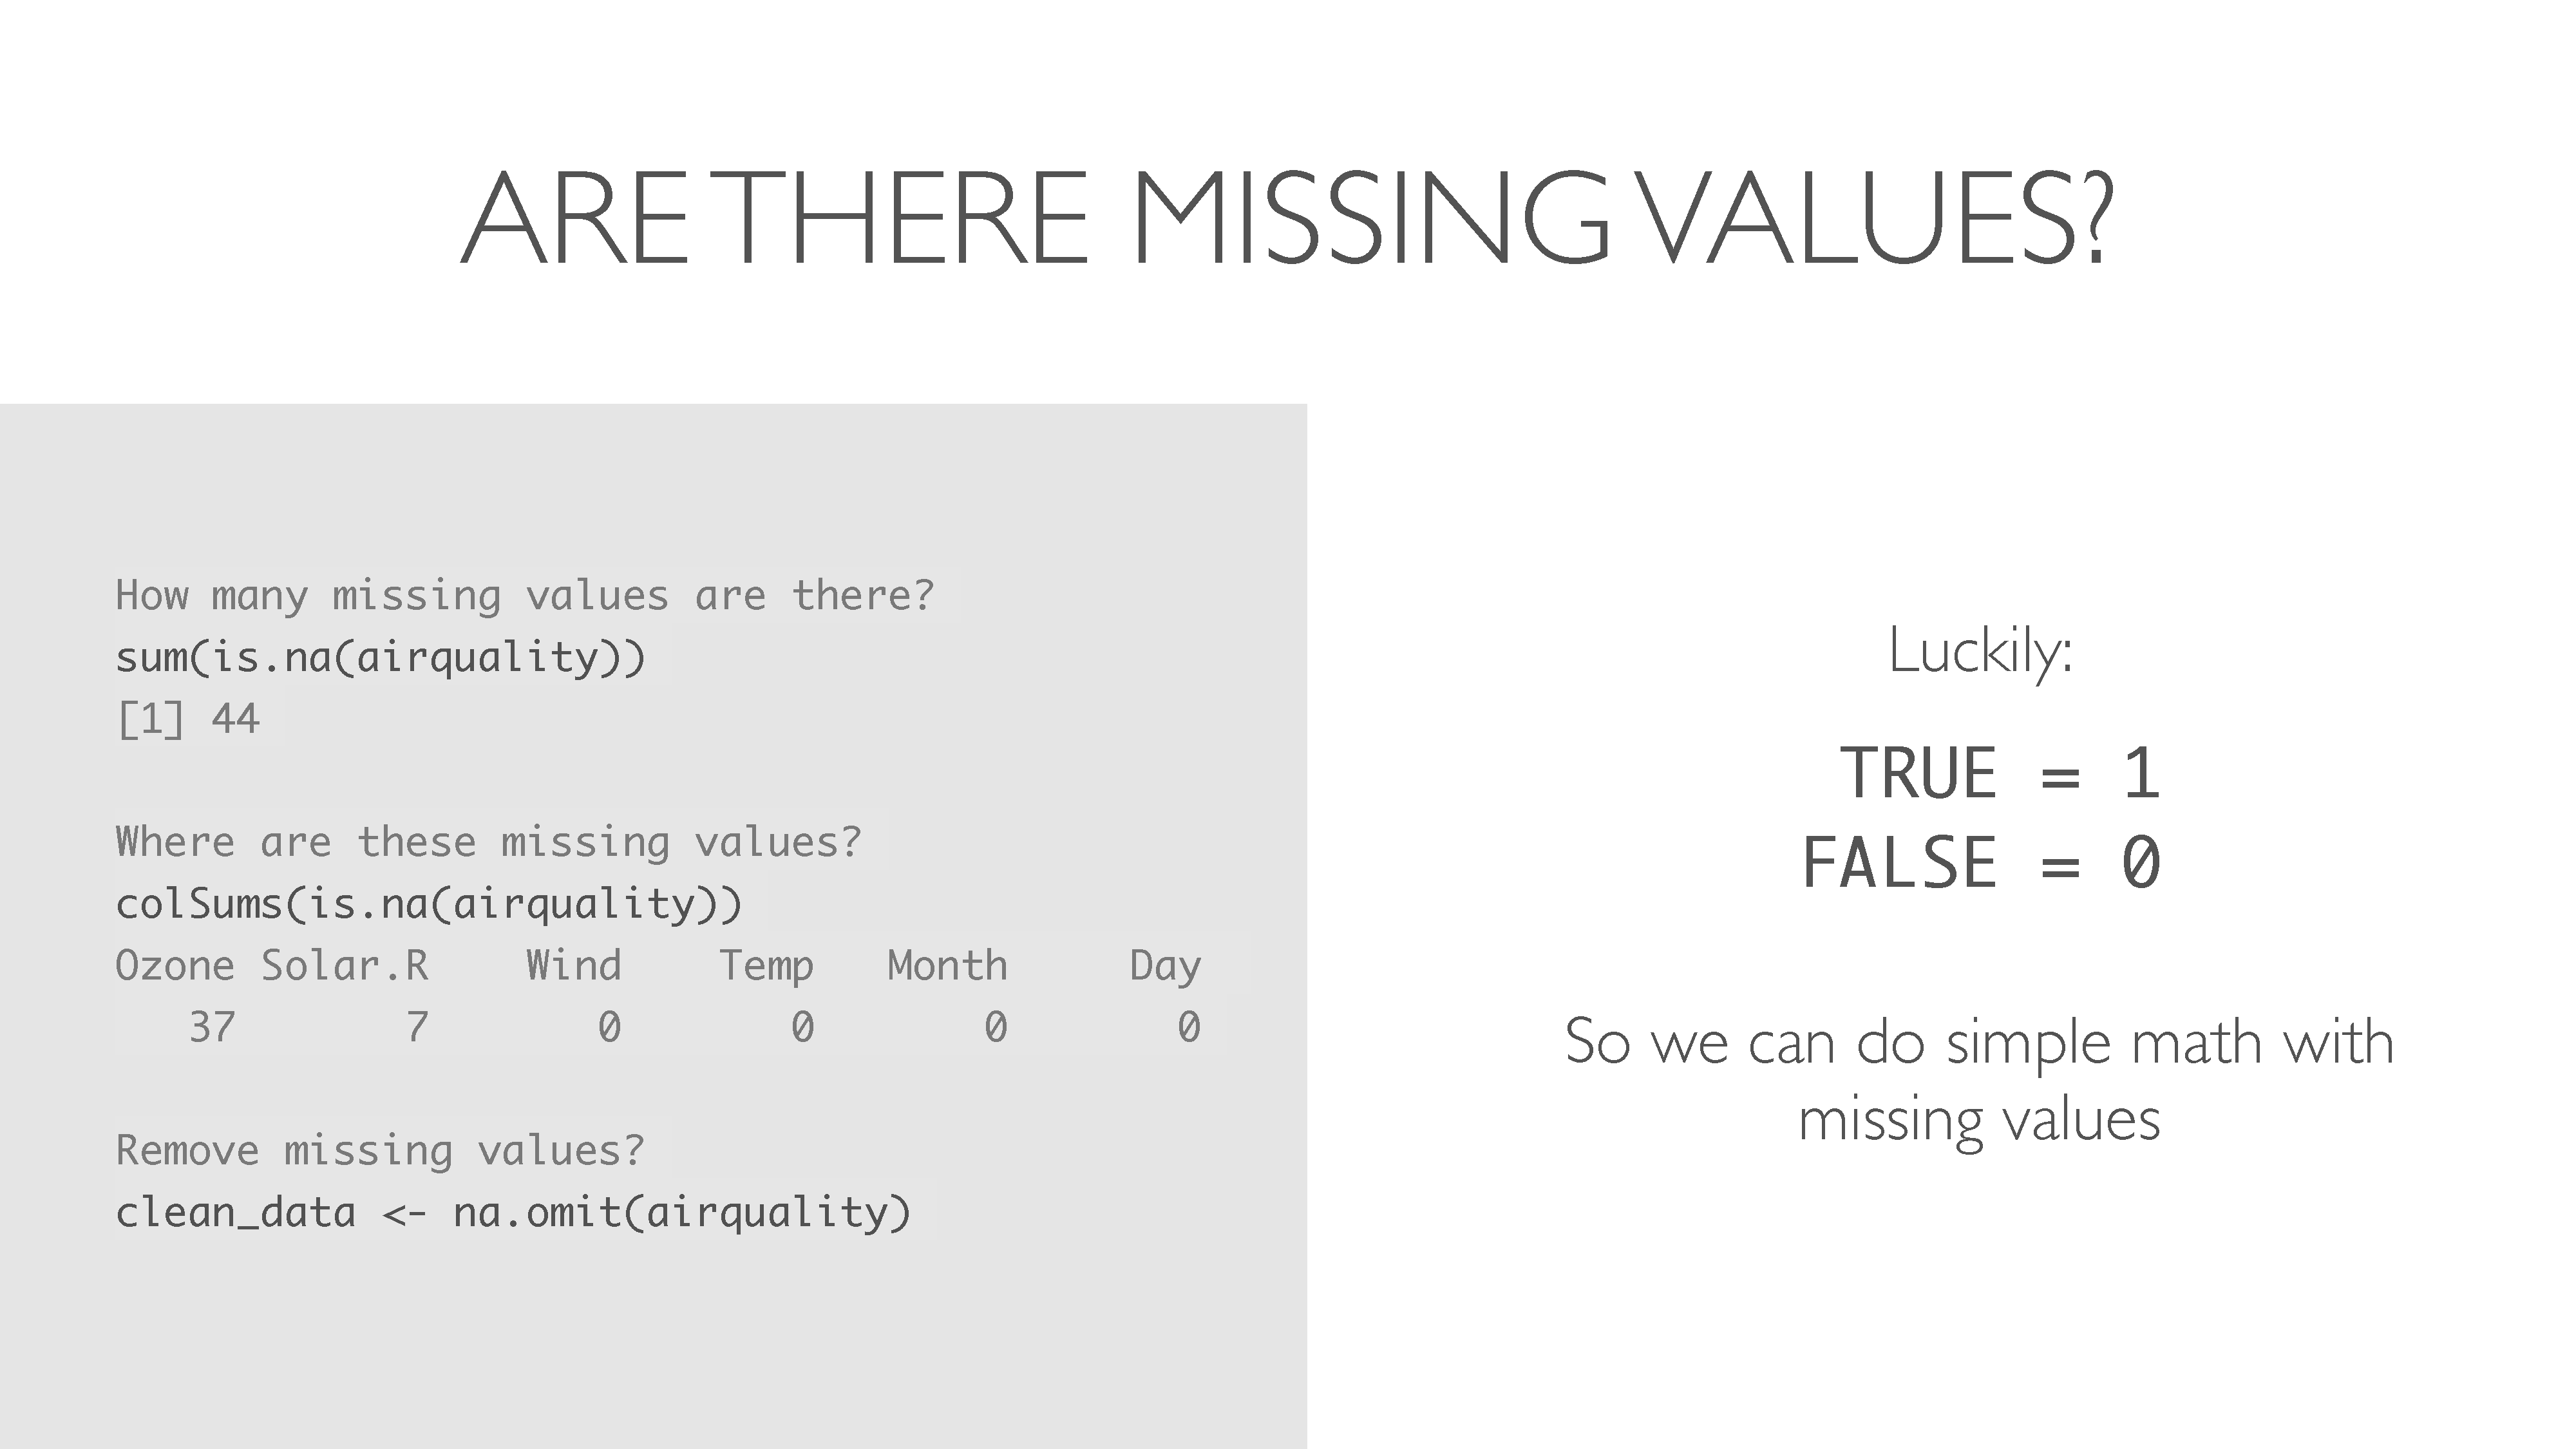 ARE THERE MISSING VALUES?
How many missing values are there?
sum(is.na(airquality))
[1] 44
Where are these missing values?
colSums(is.na(airquality))
Ozone Solar.R Wind Temp Month Day
37 7 0 0 0 0
Remove missing values?
clean_data <- na.omit(airquality)
Luckily:
TRUE = 1
FALSE = 0
So we can do simple math with
missing values